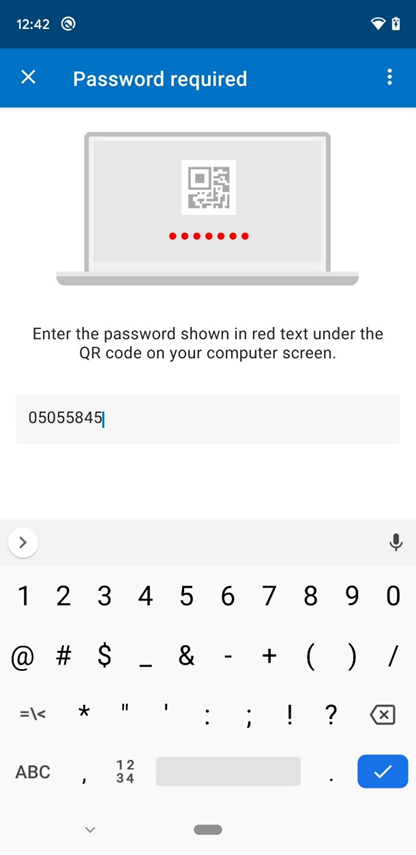 12:42
Password required
Enter the password shown in red text under the
QR code on your computer screen.
05055845
1 2 3 4 5 6 7 8 9 0
@ # $ _ & - + ( ) /
=\< * " ' : ; ! ?
ABC , 12 34 .